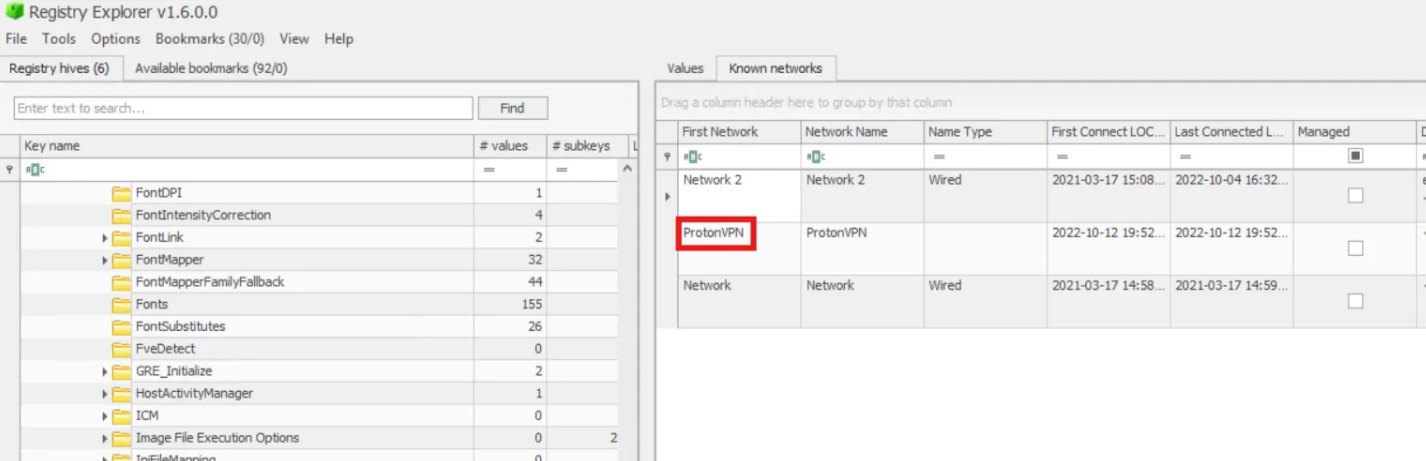 Registry Explorer v1.6.0.0
File Tools Options Bookmarks (30/0) View Help
Registry hives (6) Available bookmarks (92/0)
Enter text to search... Find
Key name # values # subkeys L
= =
FontDPI 1
FontIntensityCorrection 4
FontLink 2
FontMapper 32
FontMapperFamilyFallback 44
Fonts 155
FontSubstitutes 26
FveDetect 0
GRE_Initialize 2
HostActivityManager 1
ICM 0
Image File Execution Options 0 2
IniFileMapping
Values Known networks
Drag a column header here to group by that column
First Network Network Name Name Type First Connect LOC... Last Connected L... Managed D
= = =
Network 2 Network 2 Wired 2021-03-17 15:08... 2022-10-04 16:32...
ProtonVPN ProtonVPN 2022-10-12 19:52... 2022-10-12 19:52...
Network Network Wired 2021-03-17 14:58... 2021-03-17 14:59...